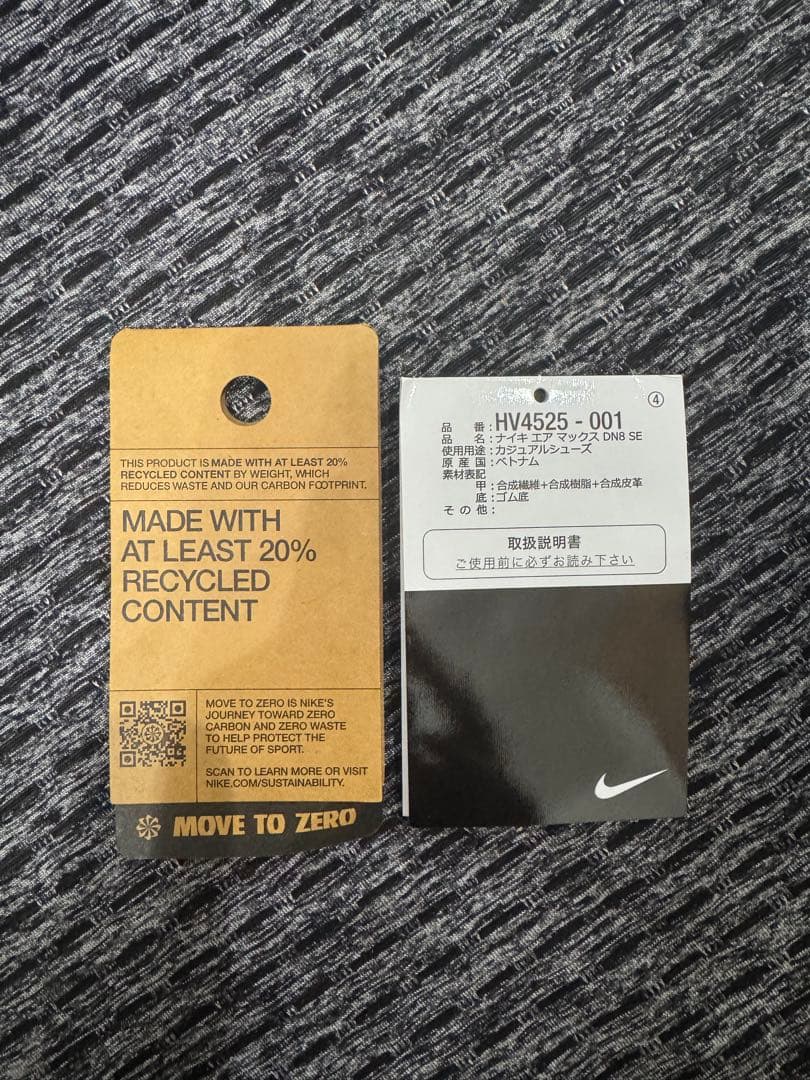 THIS PRODUCT IS MADE WITH AT LEAST 20%
RECYCLED CONTENT BY WEIGHT, WHICH
REDUCES WASTE AND OUR CARBON FOOTPRINT.
MADE WITH
AT LEAST 20%
RECYCLED
CONTENT
MOVE TO ZERO IS NIKE'S
JOURNEY TOWARD ZERO
CARBON AND ZERO WASTE
TO HELP PROTECT THE
FUTURE OF SPORT.
SCAN TO LEARN MORE OR VISIT
NIKE.COM/SUSTAINABILITY.
MOVE TO ZERO
④
品 番:HV4525 - 001
品 名:ナイキ エア マックス DN8 SE
使用用途:カジュアルシューズ
原産国:ベトナム
素材表記
甲:合成繊維+合成樹脂+合成皮革
底:ゴム底
その他:
取扱説明書
ご使用前に必ずお読み下さい